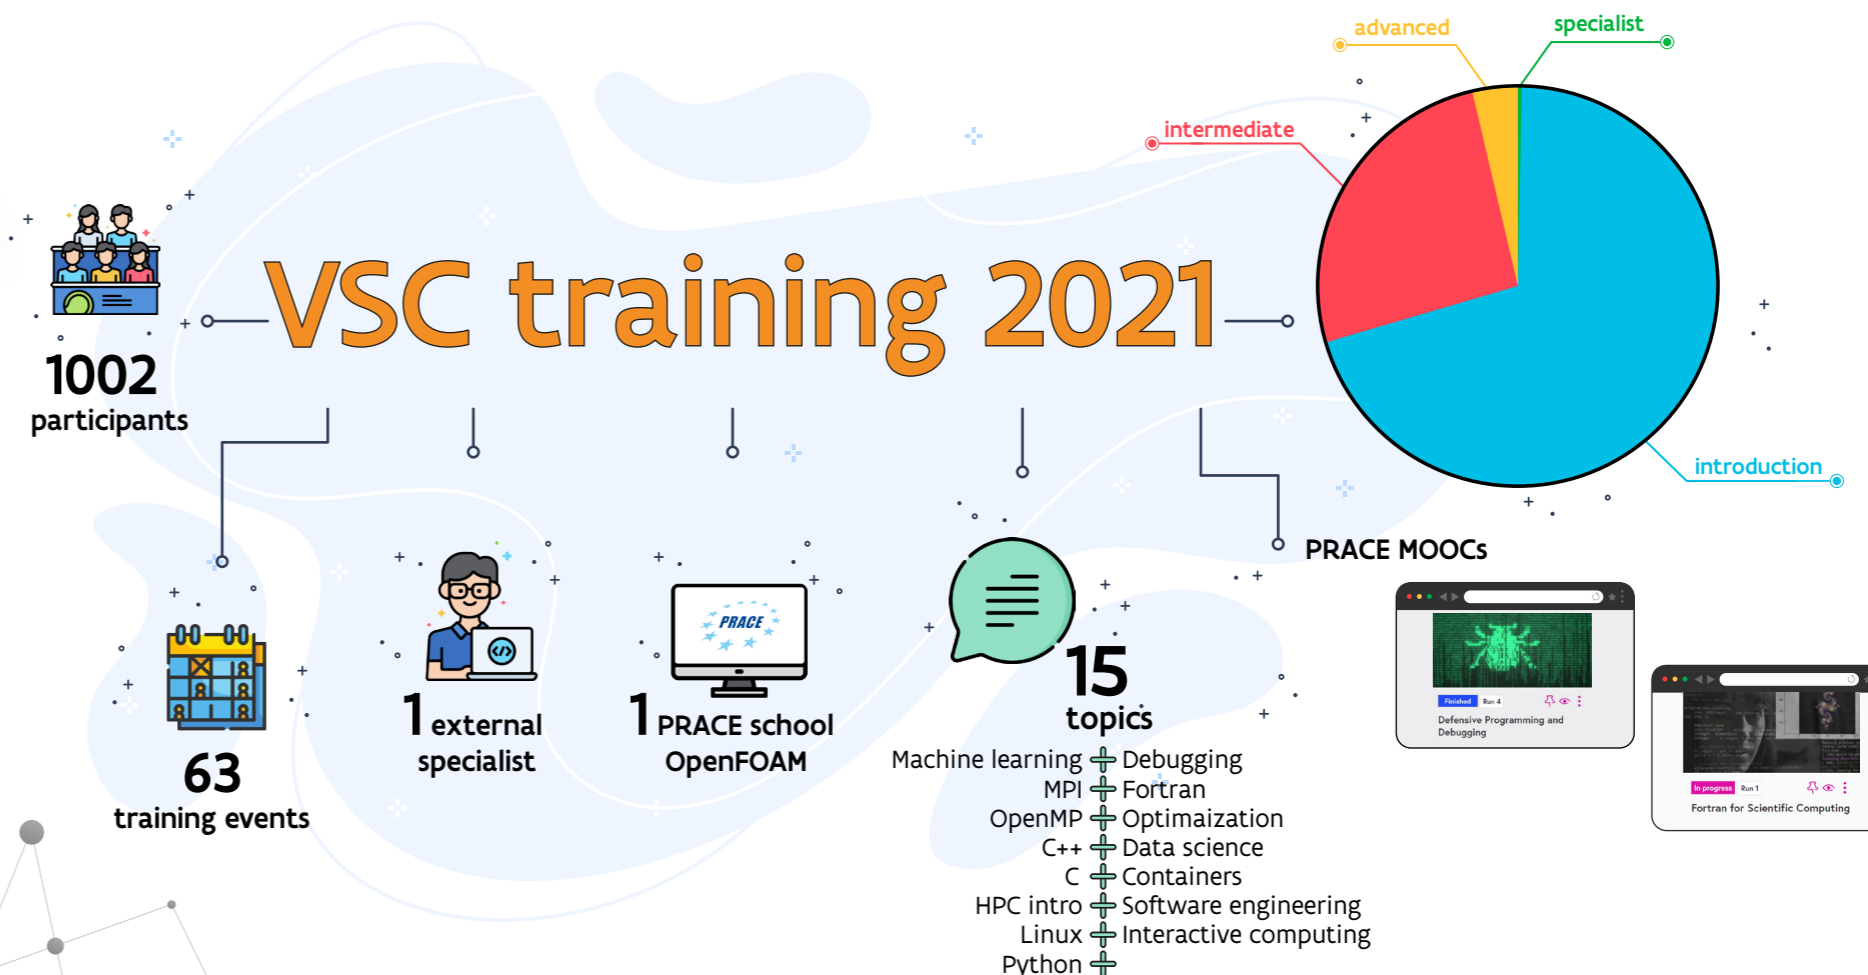 advanced
specialist
intermediate
VSC training 2021
1002
participants
introduction
PRACE MOOCs
63
training events
1 external
specialist
PRACE
1 PRACE school
OpenFOAM
15
topics
Machine learning
Debugging
MPI
Fortran
OpenMP
Optimaization
C++
Data science
C
Containers
HPC intro
Software engineering
Linux
Interactive computing
Python
Finished Run 4
Defensive Programming and
Debugging
In progress Run 1
Fortran for Scientific Computing